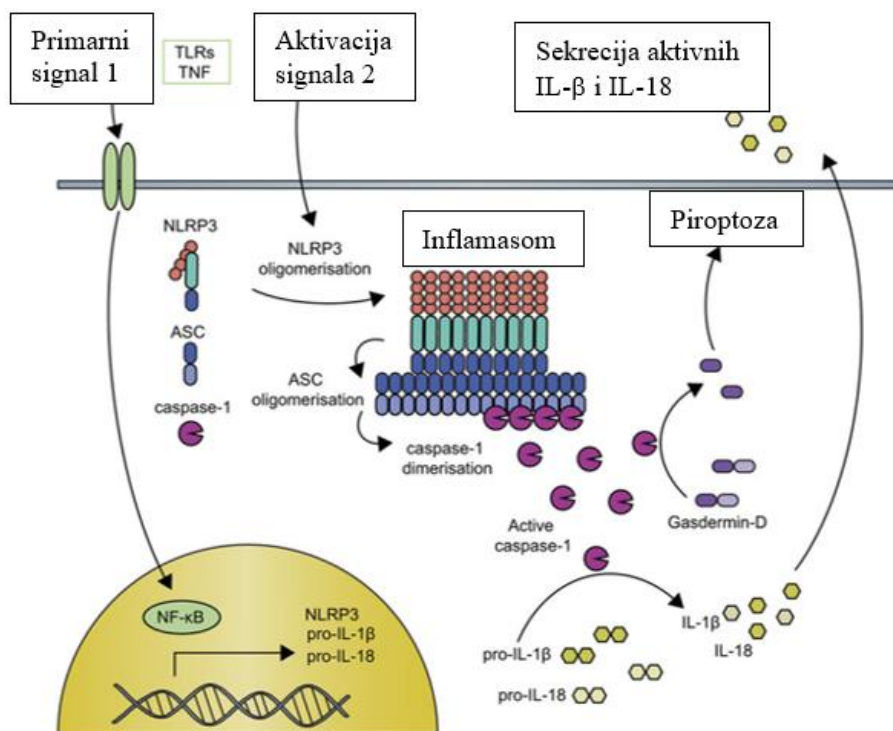 Primarni
signal 1
TLRs
TNF
Aktivacija
signala 2
Sekrecija aktivnih
IL-β i IL-18
NLRP3
NLRP3
oligomerisation
Inflamasom
Piroptoza
ASC
ASC
oligomerisation
caspase-1
caspase-1
dimerisation
Active
caspase-1
Gasdermin-D
NF-κB
NLRP3
pro-IL-1β
pro-IL-18
pro-IL-1β
pro-IL-18
IL-1β
IL-18